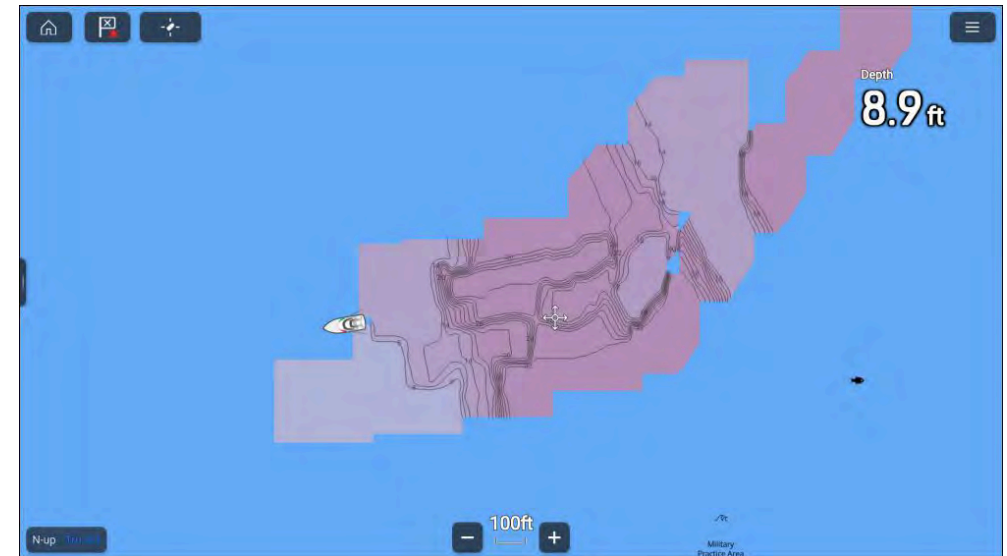 Depth
8.9 ft
100ft
N-up
Military
Practice Area